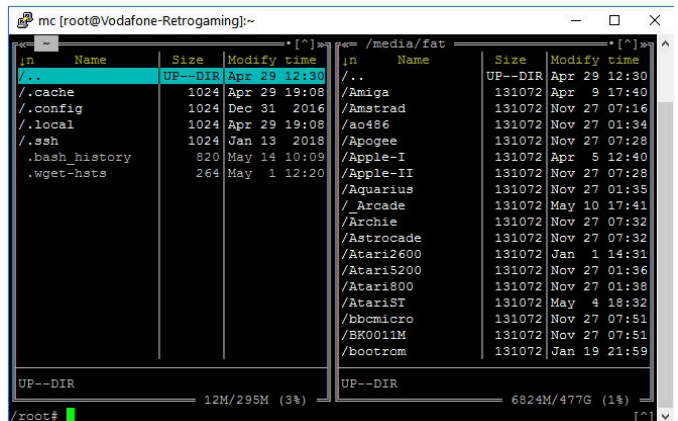 mc [root@Vodafone-Retrogaming]:~
~ [^]
↓n Name Size Modify time
/.. UP--DIR Apr 29 12:30
/.cache 1024 Apr 29 19:08
/.config 1024 Dec 31 2016
/.local 1024 Apr 29 19:08
/.ssh 1024 Jan 13 2018
.bash_history 820 May 14 10:09
.wget-hsts 264 May 1 12:20
UP--DIR
12M/295M (3%)
/media/fat [^]
↓n Name Size Modify time
/.. UP--DIR Apr 29 12:30
/Amiga 131072 Apr 9 17:40
/Amstrad 131072 Nov 27 07:16
/ao486 131072 Nov 27 01:34
/Apogee 131072 Nov 27 07:28
/Apple-I 131072 Apr 5 12:40
/Apple-II 131072 Nov 27 07:28
/Aquarius 131072 Nov 27 01:35
/_Arcade 131072 May 10 17:41
/Archie 131072 Nov 27 07:32
/Astrocade 131072 Nov 27 07:32
/Atari2600 131072 Jan 1 14:31
/Atari5200 131072 Nov 27 01:36
/Atari800 131072 Nov 27 01:38
/AtariST 131072 May 4 18:32
/bbcmicro 131072 Nov 27 07:51
/BK0011M 131072 Nov 27 07:51
/bootrom 131072 Jan 19 21:59
UP--DIR
6824M/477G (1%)
/root# [^]